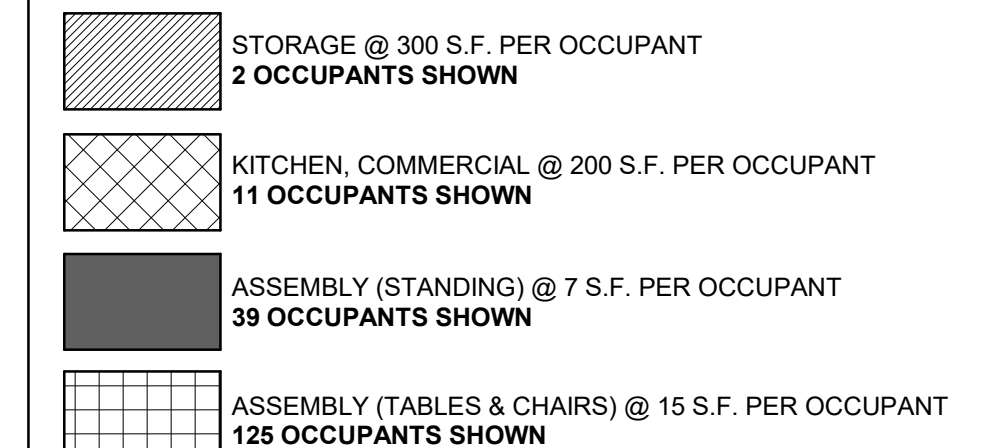 STORAGE @ 300 S.F. PER OCCUPANT
2 OCCUPANTS SHOWN
KITCHEN, COMMERCIAL @ 200 S.F. PER OCCUPANT
11 OCCUPANTS SHOWN
ASSEMBLY (STANDING) @ 7 S.F. PER OCCUPANT
39 OCCUPANTS SHOWN
ASSEMBLY (TABLES & CHAIRS) @ 15 S.F. PER OCCUPANT
125 OCCUPANTS SHOWN